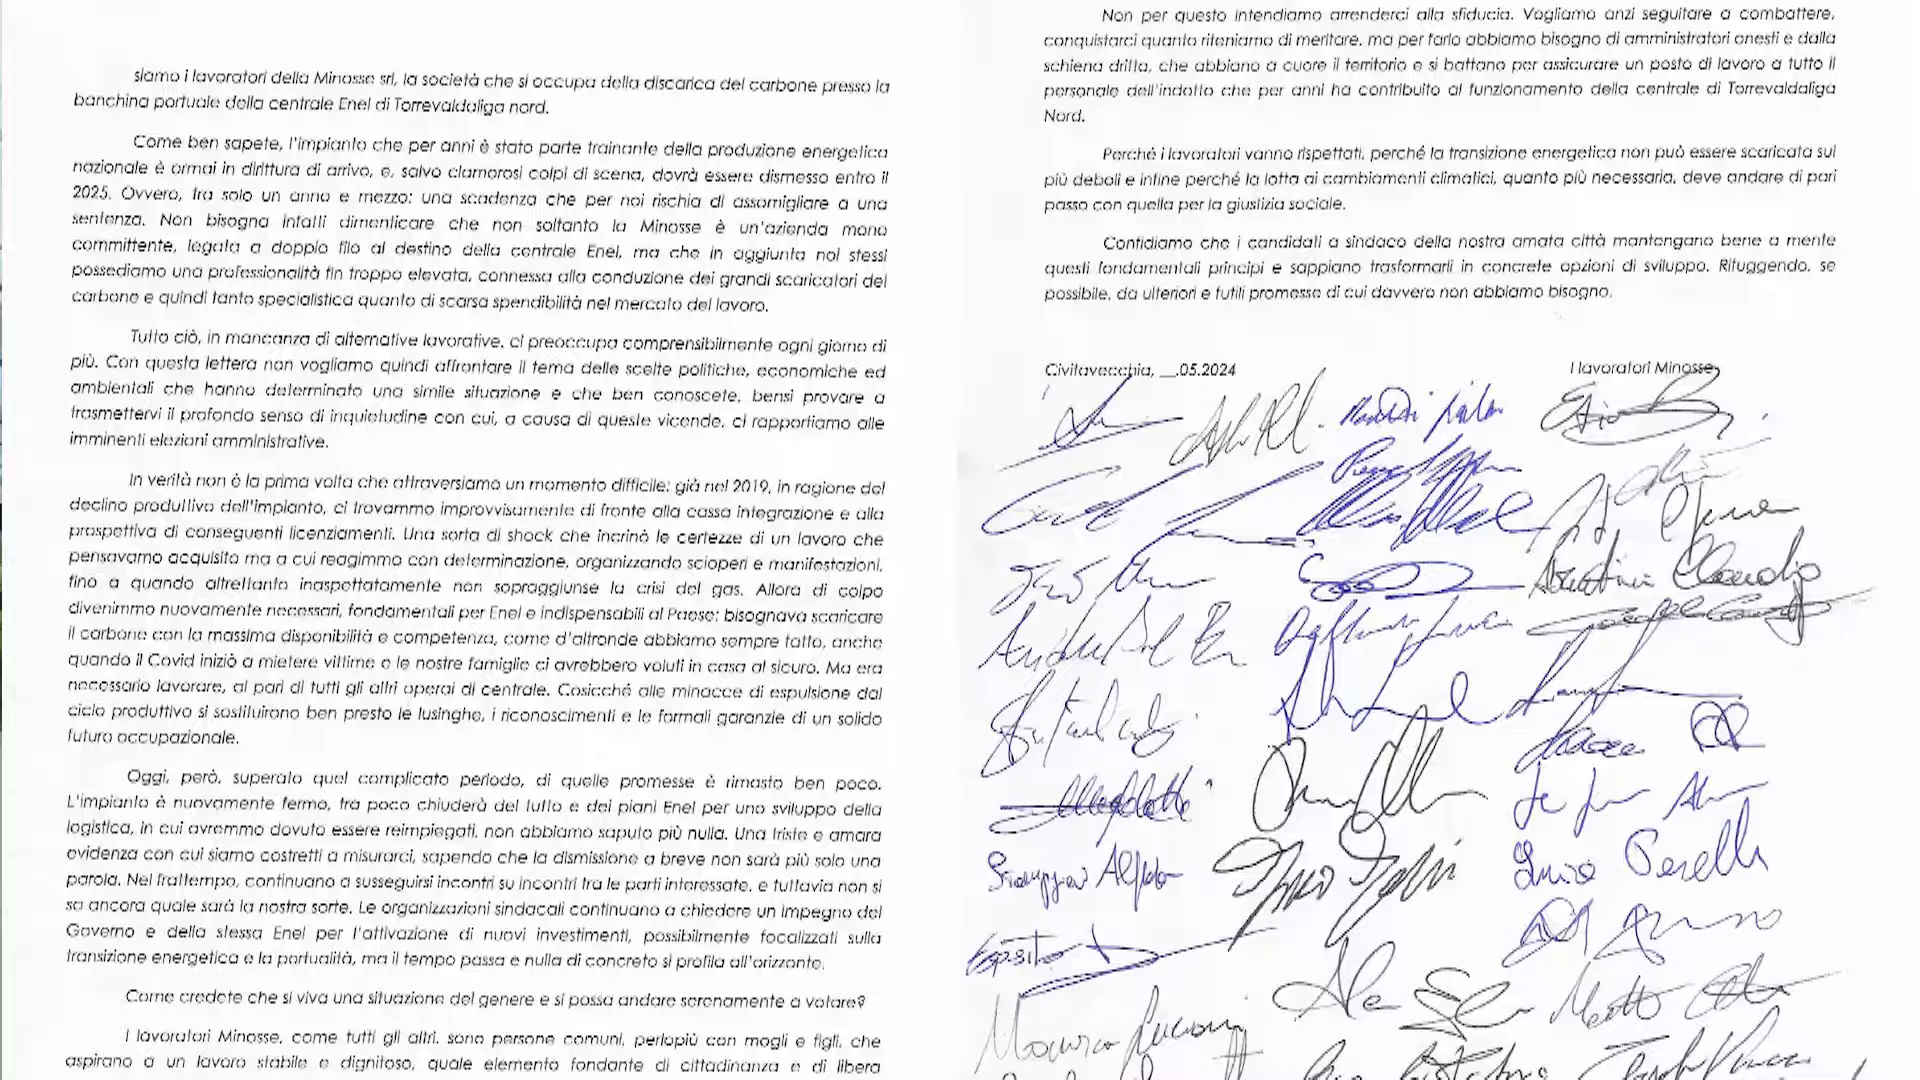 siamo i lavoratori della Minosse srl, la società che si occupa della discarica del carbone presso la
banchina portuale della centrale Enel di Torrevaldaliga nord.
Come ben sapete, l'impianto che per anni è stato parte trainante della produzione energetica
nazionale è ormai in dirittura di arrivo, e, salvo clamorosi colpi di scena, dovrà essere dismesso entro il
2025. Ovvero, tra solo un anno e mezzo: una scadenza che per noi rischia di assomigliare a una
sentenza. Non bisogna infatti dimenticare che non soltanto la Minosse è un'azienda mono
committente, legata a doppio filo al destino della centrale Enel, ma che in aggiunta noi stessi
possediamo una professionalità fin troppo elevata, connessa alla conduzione dei grandi scaricatori del
carbone e quindi tanto specialistica quanto di scarsa spendibilità nel mercato del lavoro.
Tutto ciò, in mancanza di alternative lavorative, ci preoccupa comprensibilmente ogni giorno di
più. Con questa lettera non vogliamo quindi affrontare il tema delle scelte politiche, economiche ed
ambientali che hanno determinato una simile situazione e che ben conoscete, bensì provare a
trasmettervi il profondo senso di inquietudine con cui, a causa di queste vicende, ci rapportiamo alle
imminenti elezioni amministrative.
In verità non è la prima volta che attraversiamo un momento difficile: già nel 2019, in ragione del
declino produttivo dell'impianto, ci trovammo improvvisamente di fronte alla cassa integrazione e alla
prospettiva di conseguenti licenziamenti. Una sorta di shock che incrinò le certezze di un lavoro che
pensavamo acquisito ma a cui reagimmo con determinazione, organizzando scioperi e manifestazioni,
fino a quando altrettanto inaspettatamente non sopraggiunse la crisi del gas. Allora di colpo
divenimmo nuovamente necessari, fondamentali per Enel e indispensabili al Paese: bisognava scaricare
il carbone con la massima disponibilità e competenza, come d'altronde abbiamo sempre fatto, anche
quando il Covid iniziò a mietere vittime e le nostre famiglie ci avrebbero voluti in casa al sicuro. Ma era
necessario lavorare, al pari di tutti gli altri operai di centrale. Cosicché alle minacce di espulsione dal
ciclo produttivo si sostituirono ben presto le lusinghe, i riconoscimenti e le formali garanzie di un solido
futuro occupazionale.
Oggi, però, superato quel complicato periodo, di quelle promesse è rimasto ben poco.
L'impianto è nuovamente fermo, tra poco chiuderà del tutto e dei piani Enel per uno sviluppo della
logistica, in cui avremmo dovuto essere reimpiegati, non abbiamo saputo più nulla. Una triste e amara
evidenza con cui siamo costretti a misurarci, sapendo che la dismissione a breve non sarà più solo una
parola. Nel frattempo, continuano a susseguirsi incontri su incontri tra le parti interessate, e tuttavia non si
sa ancora quale sarà la nostra sorte. Le organizzazioni sindacali continuano a chiedere un impegno del
Governo e della stessa Enel per l'attivazione di nuovi investimenti, possibilmente focalizzati sulla
transizione energetica e la portualità, ma il tempo passa e nulla di concreto si profila all'orizzonte.
Come credete che si viva una situazione del genere e si possa andare serenamente a votare?
I lavoratori Minosse, come tutti gli altri, sono persone comuni, perlopiù con mogli e figli, che
aspirano a un lavoro stabile e dignitoso, quale elemento fondante di cittadinanza e di libera
Non per questo intendiamo arrenderci alla sfiducia. Vogliamo anzi seguitare a combattere,
conquistarci quanto riteniamo di meritare, ma per farlo abbiamo bisogno di amministratori onesti e dalla
schiena dritta, che abbiano a cuore il territorio e si battano per assicurare un posto di lavoro a tutto il
personale dell'indotto che per anni ha contribuito al funzionamento della centrale di Torrevaldaliga
Nord.
Perché i lavoratori vanno rispettati, perché la transizione energetica non può essere scaricata sui
più deboli e infine perché la lotta ai cambiamenti climatici, quanto più necessaria, deve andare di pari
passo con quella per la giustizia sociale.
Confidiamo che i candidati a sindaco della nostra amata città mantengano bene a mente
questi fondamentali principi e sappiano trasformarli in concrete opzioni di sviluppo. Rifuggendo, se
possibile, da ulteriori e futili promesse di cui davvero non abbiamo bisogno.
Civitavecchia, __.05.2024 I lavoratori Minosse
Claudio
Esposito